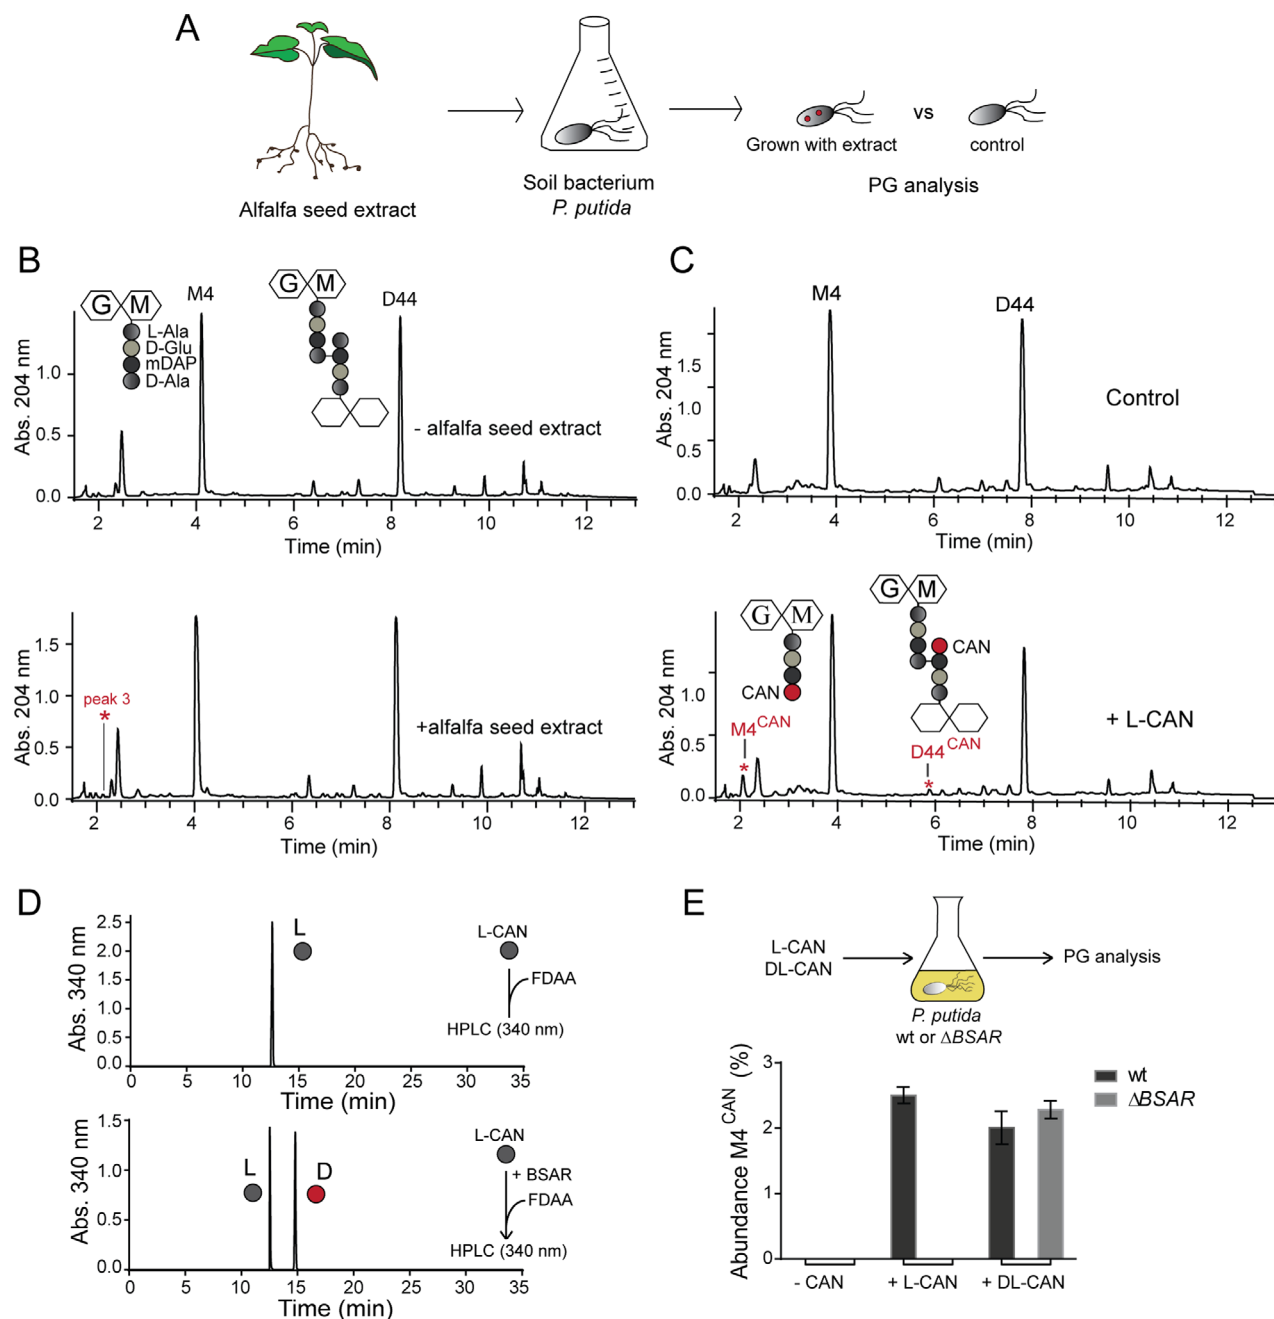 A
Alfalfa seed extract
Soil bacterium
P. putida
Grown with extract
vs
control
PG analysis
B
G M
L-Ala
D-Glu
mDAP
D-Ala
M4
G M
D44
- alfalfa seed extract
Abs. 204 nm
1.0
0.5
0.0
2 4 6 8 10 12
Time (min)
peak 3
*
+alfalfa seed extract
Abs. 204 nm
1.5
1.0
0.5
0.0
2 4 6 8 10 12
Time (min)
C
M4
D44
Control
Abs. 204 nm
1.5
1.0
0.5
0.0
2 4 6 8 10 12
Time (min)
G M
CAN
M4CAN
*
G M
CAN
D44CAN
*
+ L-CAN
Abs. 204 nm
1.0
0.5
0.0
2 4 6 8 10 12
Time (min)
D
L
L-CAN
FDAA
HPLC (340 nm)
Abs. 340 nm
2.5
2.0
1.5
1.0
0.5
0.0
0 5 10 15 20 25 30 35
Time (min)
L
D
L-CAN
+ BSAR
FDAA
HPLC (340 nm)
Abs. 340 nm
1.5
1.0
0.5
0.0
0 5 10 15 20 25 30 35
Time (min)
E
L-CAN
DL-CAN
PG analysis
P. putida
wt or ΔBSAR
Abundance M4CAN (%)
3
2
1
0
- CAN
+ L-CAN
+ DL-CAN
wt
ΔBSAR